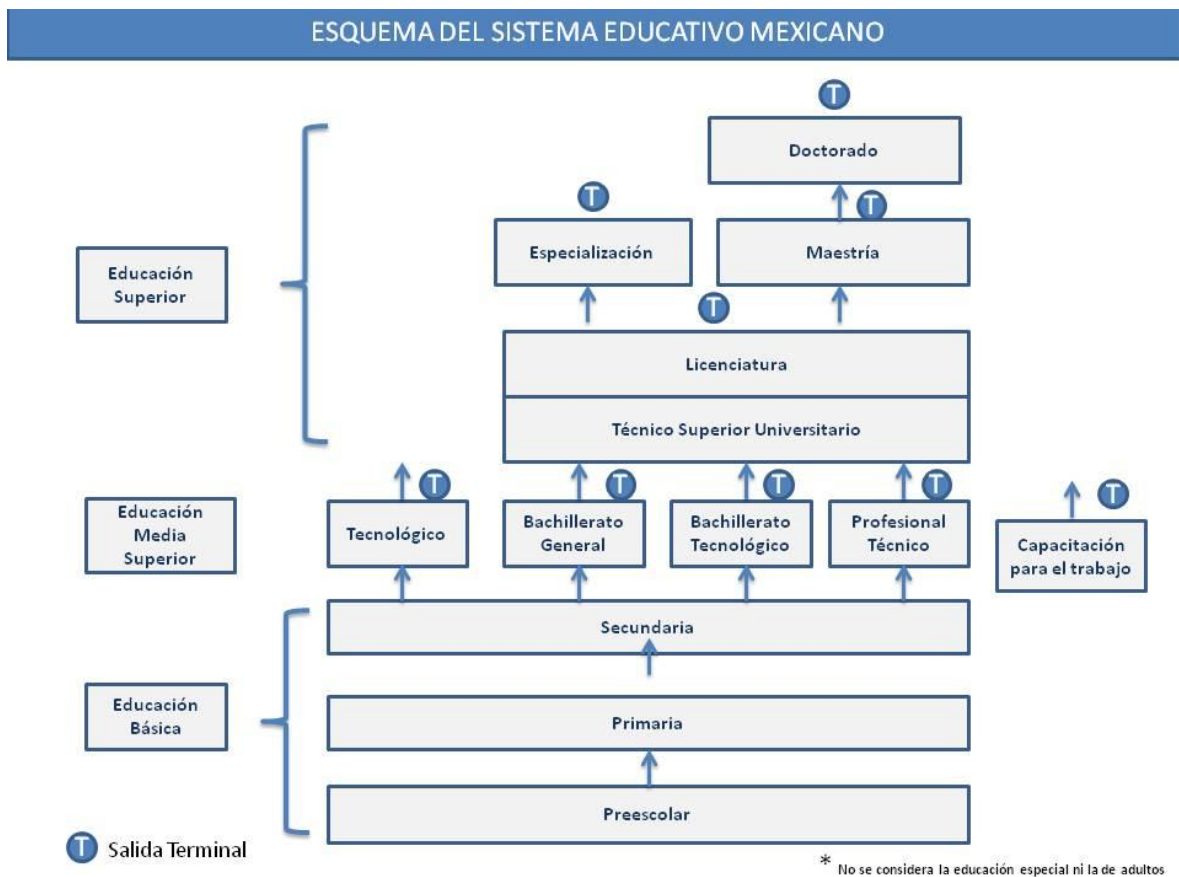 ESQUEMA DEL SISTEMA EDUCATIVO MEXICANO
T
Doctorado
T
T
Especialización
Maestría
Educación
Superior
T
Licenciatura
Técnico Superior Universitario
T
T
T
T
T
Educación
Media
Superior
Tecnológico
Bachillerato
General
Bachillerato
Tecnológico
Profesional
Técnico
Capacitación
para el trabajo
Secundaria
Educación
Básica
Primaria
Preescolar
T Salida Terminal
* No se considera la educación especial ni la de adultos